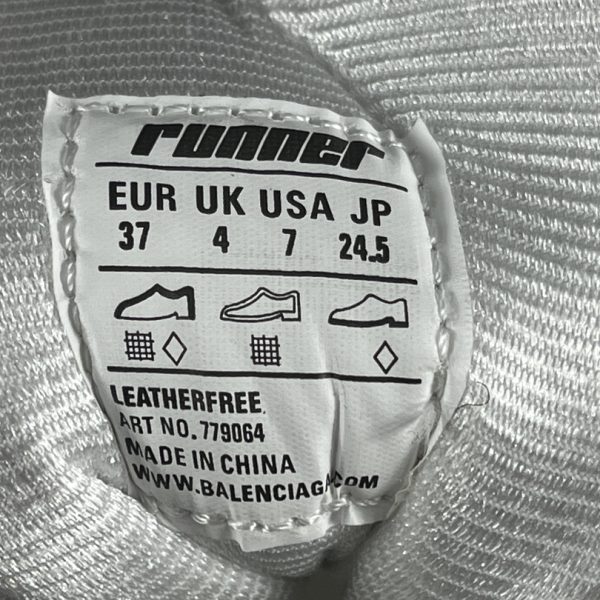 runner
EUR UK USA JP
37 4 7 24.5
LEATHERFREE
ART NO. 779064
MADE IN CHINA
WWW.BALENCIAGA.COM